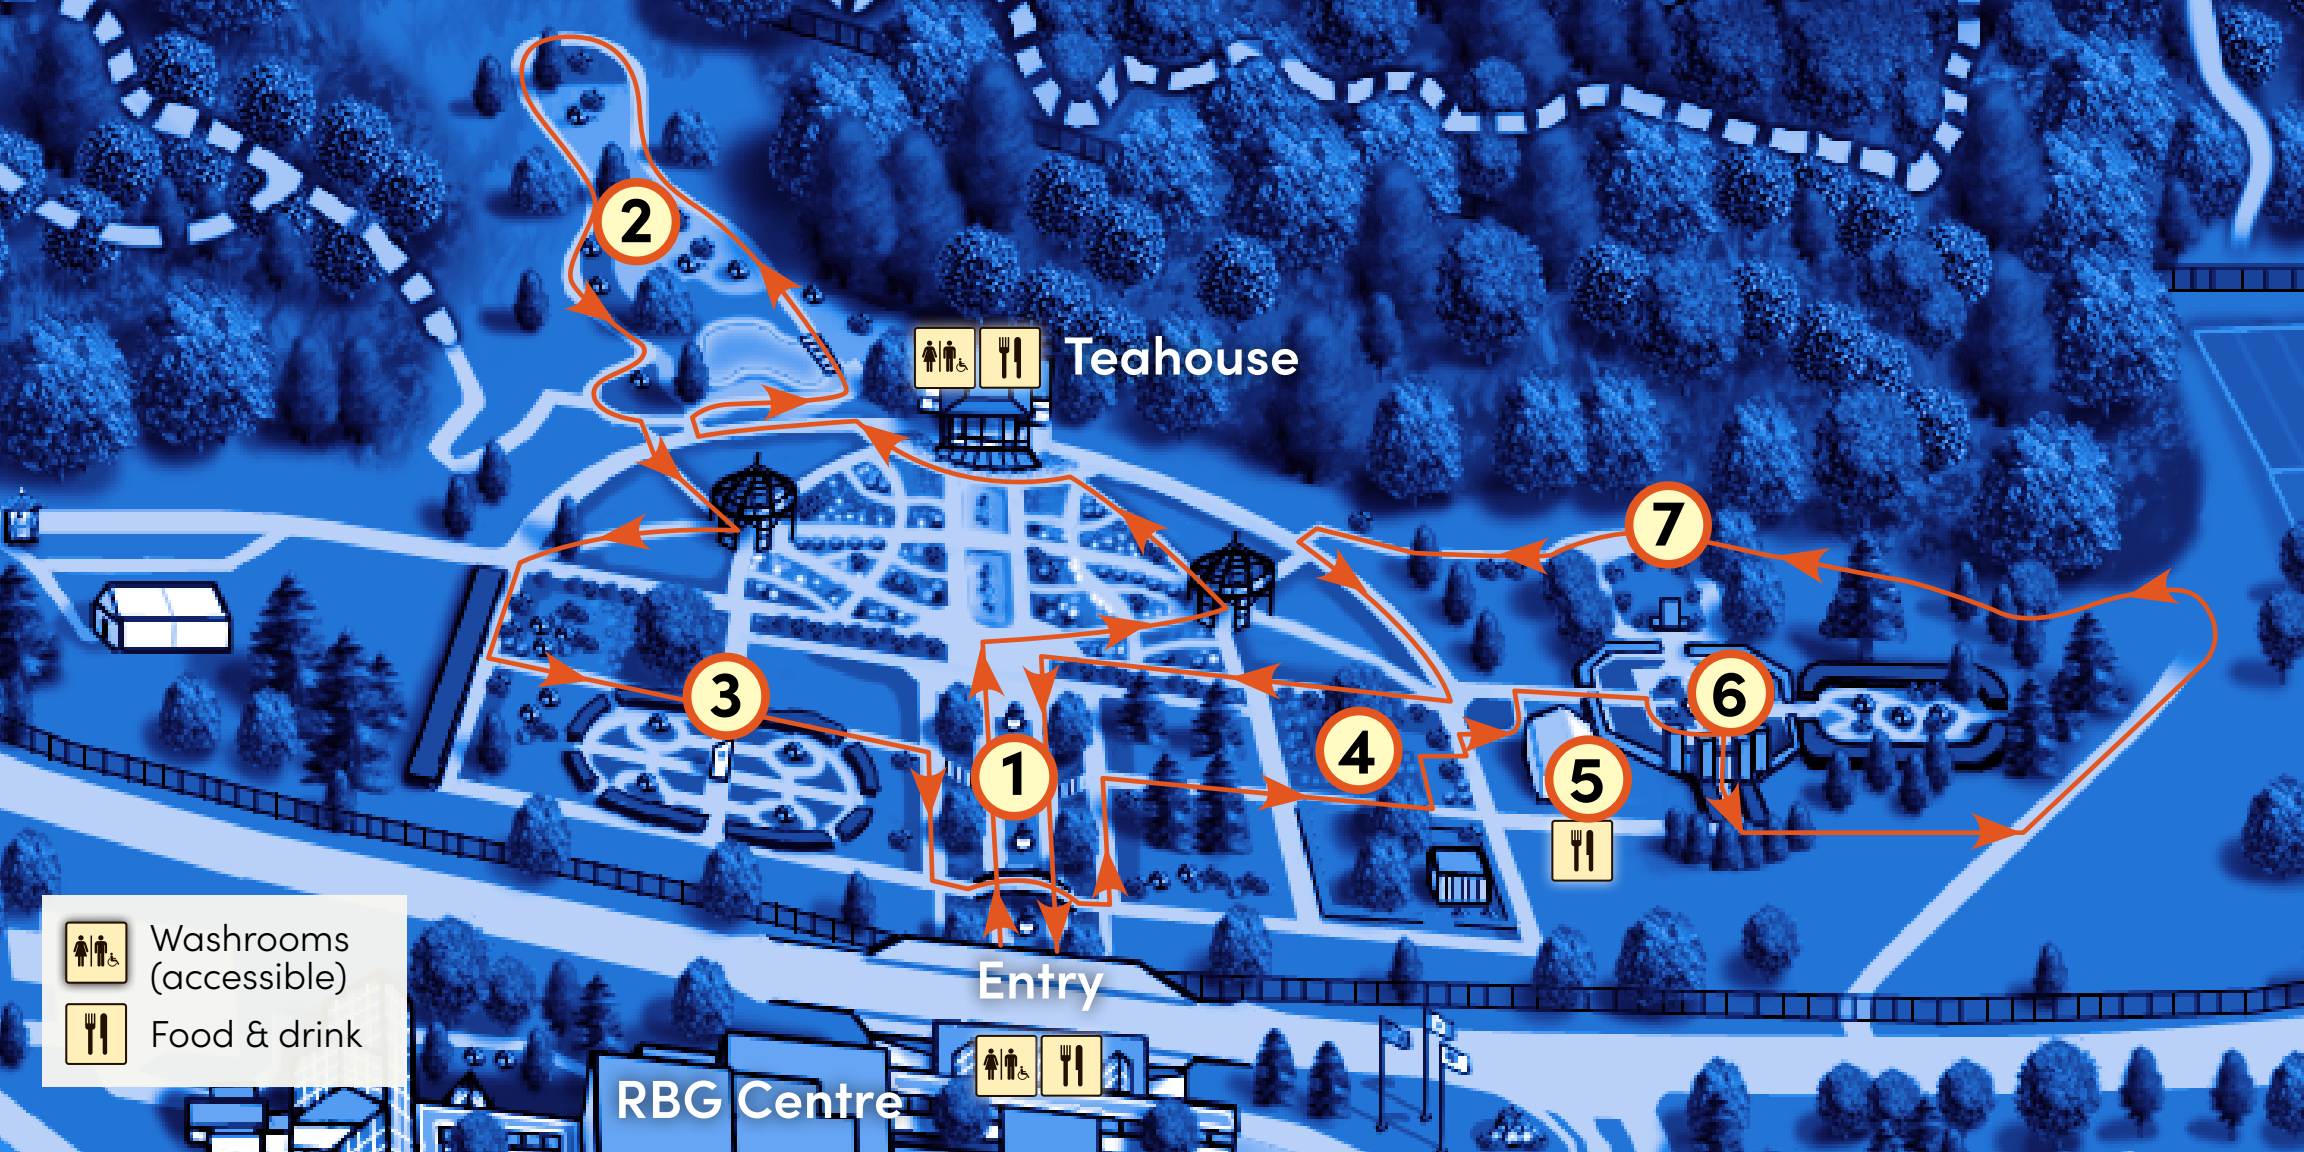 2
Teahouse
7
6
3
4
1
5
Entry
Washrooms
(accessible)
Food & drink
RBG Centre